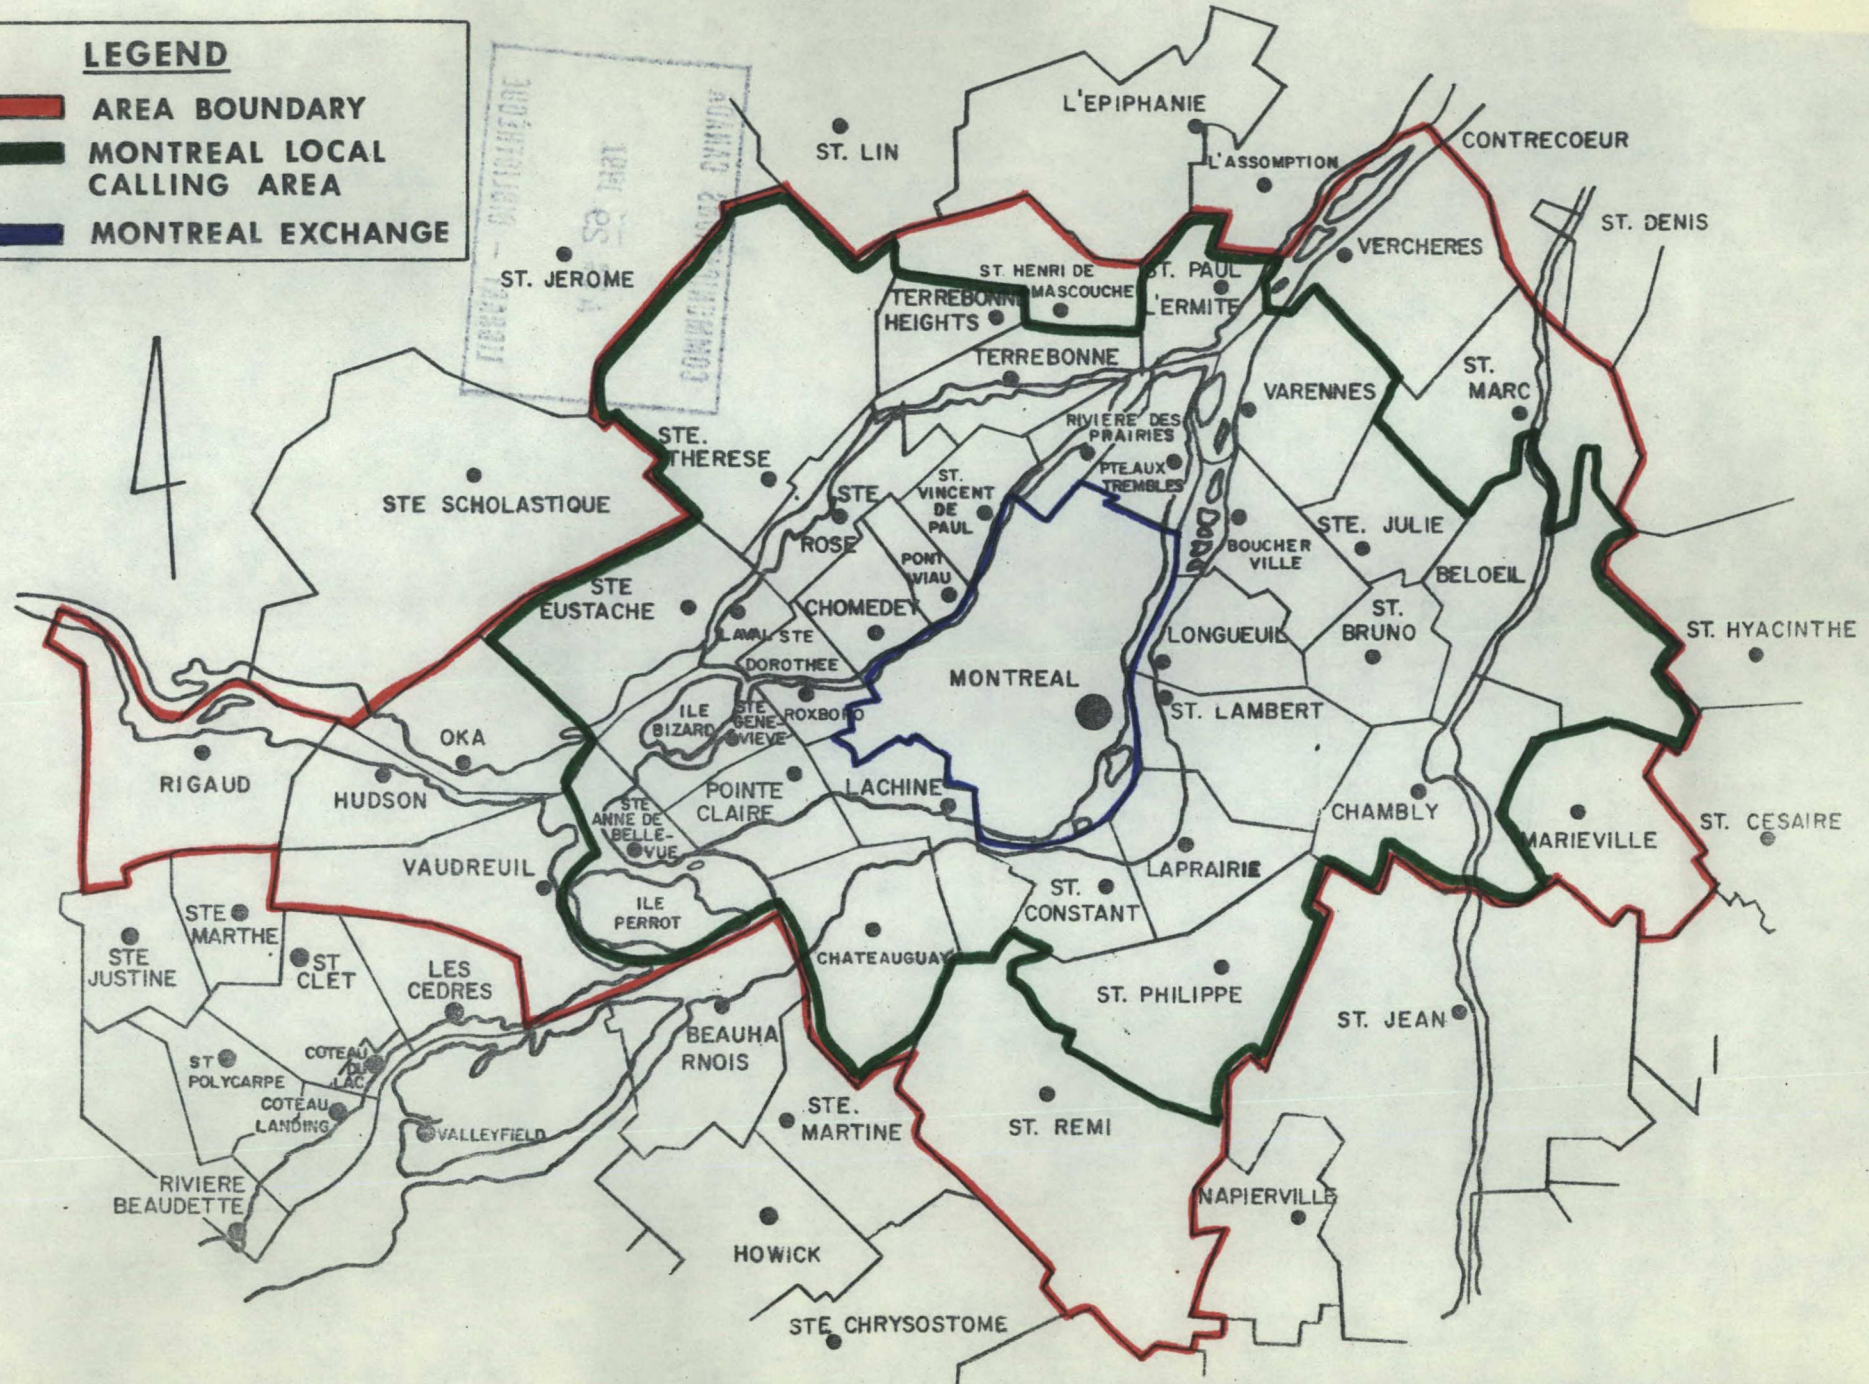 LEGEND
AREA BOUNDARY
MONTREAL LOCAL
CALLING AREA
MONTREAL EXCHANGE
LIBRARY - BIBLIOTHEQUE
COMMUNICATIONS CANADA
ST. LIN
L'EPIPHANIE
L'ASSOMPTION
CONTRECOEUR
ST. DENIS
ST. JEROME
VERCHERES
ST. HENRI DE
MASCOUCHE
ST. PAUL
L'ERMITE
TERREBONNE
HEIGHTS
TERREBONNE
VARENNES
ST.
MARC
STE SCHOLASTIQUE
STE.
THERESE
RIVIERE DES
PRAIRIES
PTE. AUX
TREMBLES
STE
ROSE
ST.
VINCENT
DE
PAUL
PONT
VIAU
STE. JULIE
BOUCHER
VILLE
BELOEIL
STE
EUSTACHE
LAVAL
STE
DOROTHEE
CHOMEDEY
LONGUEUIL
ST.
BRUNO
ST. HYACINTHE
MONTREAL
ST. LAMBERT
ILE
BIZARD
STE
GENE-
VIEVE
ROXBORO
OKA
RIGAUD
HUDSON
POINTE
CLAIRE
LACHINE
CHAMBLY
MARIEVILLE
ST. CESAIRE
STE
ANNE DE
BELLE-
VUE
VAUDREUIL
LAPRAIRIE
ST.
CONSTANT
ILE
PERROT
STE
MARTHE
STE
JUSTINE
ST
CLET
LES
CEDRES
CHATEAUGUAY
ST. PHILIPPE
ST. JEAN
BEAUHA
RNOIS
ST
POLYCARPE
COTEAU
DU
LAC
COTEAU
LANDING
VALLEYFIELD
STE.
MARTINE
ST. REMI
RIVIERE
BEAUDETTE
NAPIERVILLE
HOWICK
STE CHRYSOSTOME